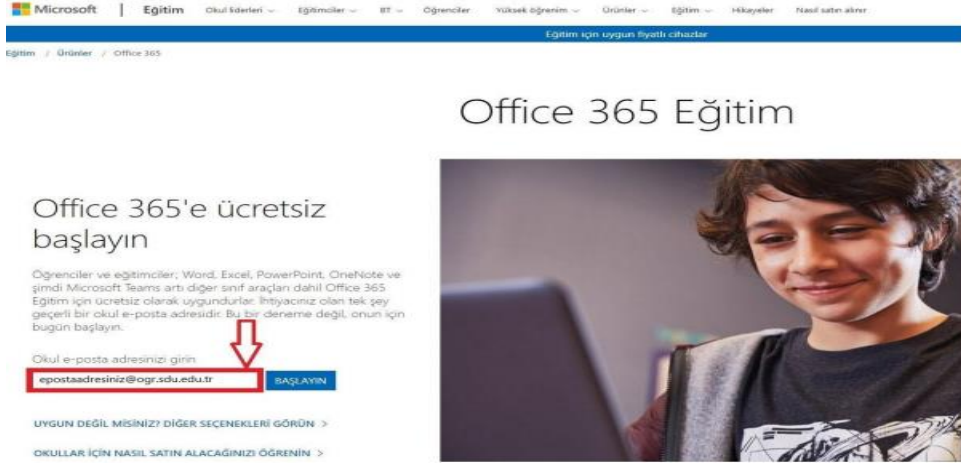 Microsoft | Eğitim Okul liderleri Eğitimciler BT Öğrenciler Yüksek öğrenim Ürünler Eğitim Hikayeler Nasıl satın alınır
Eğitim için uygun fiyatlı cihazlar
Eğitim / Ürünler / Office 365
Office 365 Eğitim
Office 365'e ücretsiz
başlayın
Öğrenciler ve eğitimciler; Word, Excel, PowerPoint, OneNote ve
şimdi Microsoft Teams artı diğer sınıf araçları dahil Office 365
Eğitim için ücretsiz olarak uygundurlar. İhtiyacınız olan tek şey
geçerli bir okul e-posta adresidir. Bu bir deneme değil, onun için
bugün başlayın.
Okul e-posta adresinizi girin
epostaadresiniz@ogr.sdu.edu.tr BAŞLAYIN
UYGUN DEĞİL MİSİNİZ? DİĞER SEÇENEKLERİ GÖRÜN >
OKULLAR İÇİN NASIL SATIN ALACAĞINIZI ÖĞRENİN >